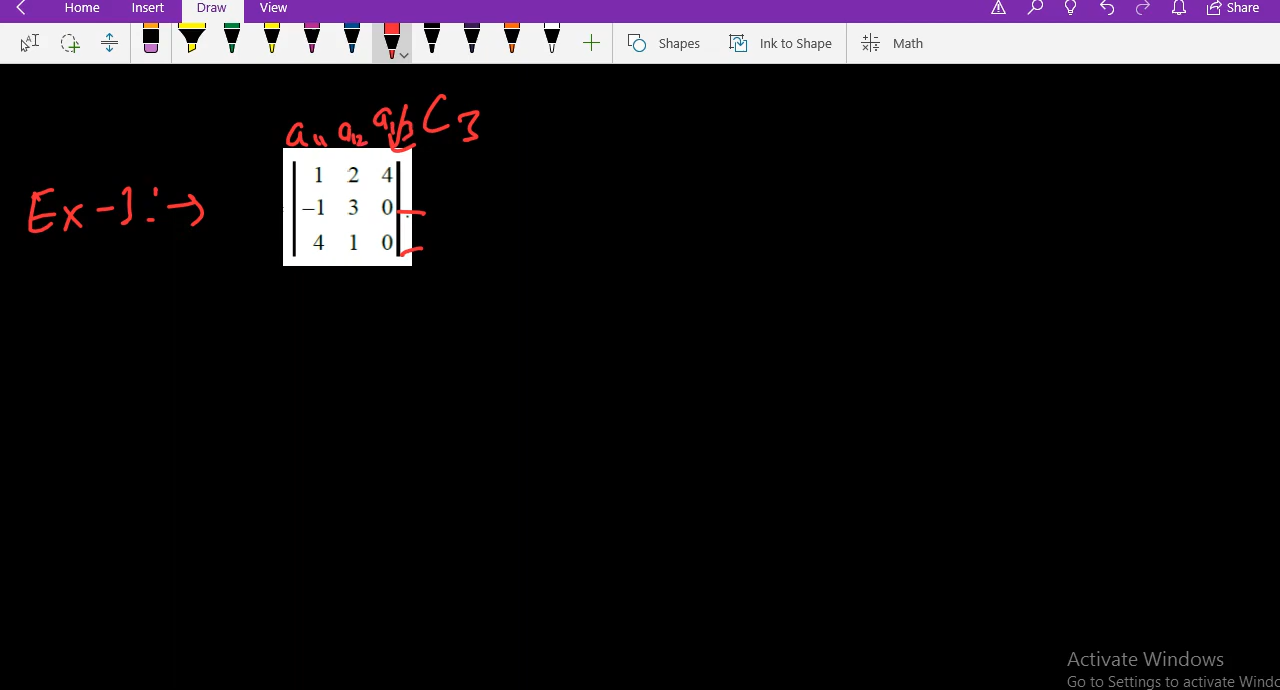 Home Insert Draw View Share
Shapes Ink to Shape Math
a11 a12 a13 C3
Ex-1:→
1 2 4
−1 3 0
4 1 0
Activate Windows
Go to Settings to activate Windo